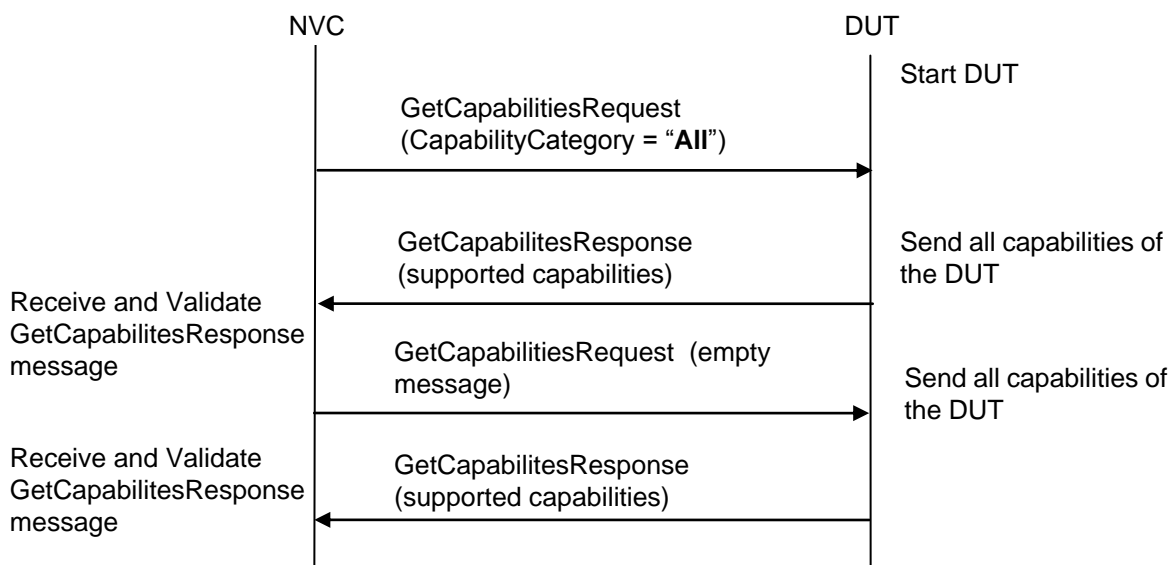 NVC
DUT
Start DUT
GetCapabilitiesRequest
(CapabilityCategory = “All”)
GetCapabilitesResponse
(supported capabilities)
Send all capabilities of
the DUT
Receive and Validate
GetCapabilitesResponse
message
GetCapabilitiesRequest (empty
message)
Send all capabilities of
the DUT
Receive and Validate
GetCapabilitesResponse
message
GetCapabilitesResponse
(supported capabilities)